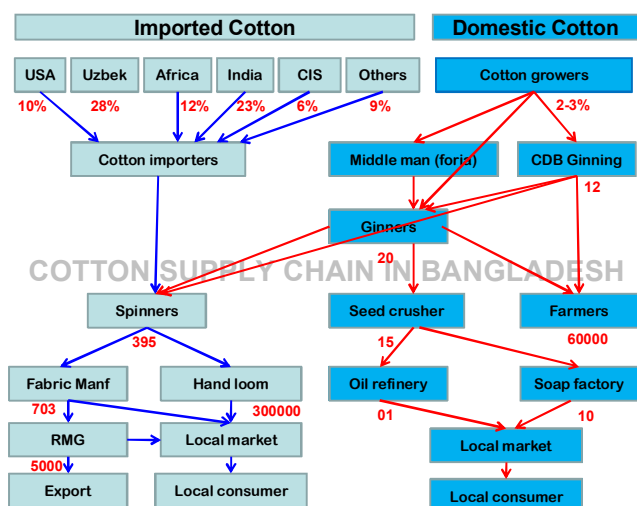 Imported Cotton
Domestic Cotton
USA
Uzbek
Africa
India
CIS
Others
Cotton growers
10%
28%
12%
23%
6%
9%
2-3%
Cotton importers
Middle man (foria)
CDB Ginning
12
Ginners
20
COTTON SUPPLY CHAIN IN BANGLADESH
Spinners
Seed crusher
Farmers
395
15
60000
Fabric Manf
Hand loom
Oil refinery
Soap factory
703
300000
01
10
RMG
Local market
Local market
5000
Export
Local consumer
Local consumer